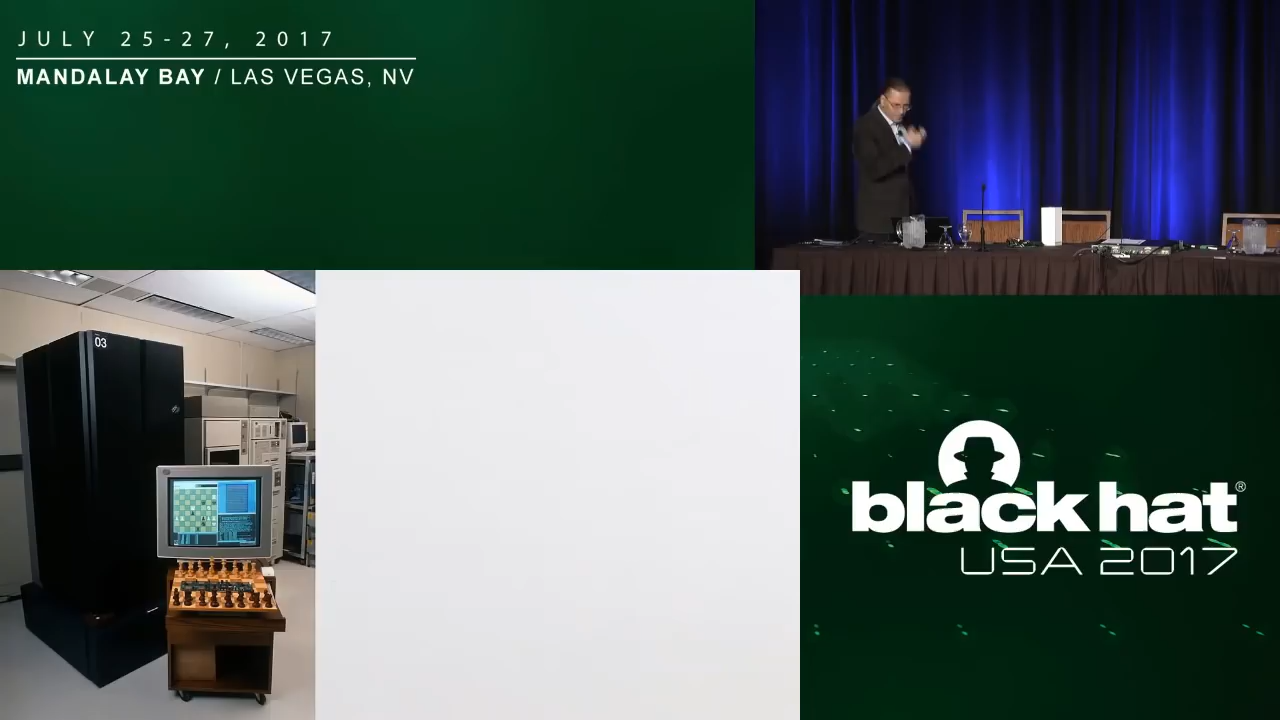 JULY 25-27, 2017
MANDALAY BAY / LAS VEGAS, NV
03
black hat®
USA 2017